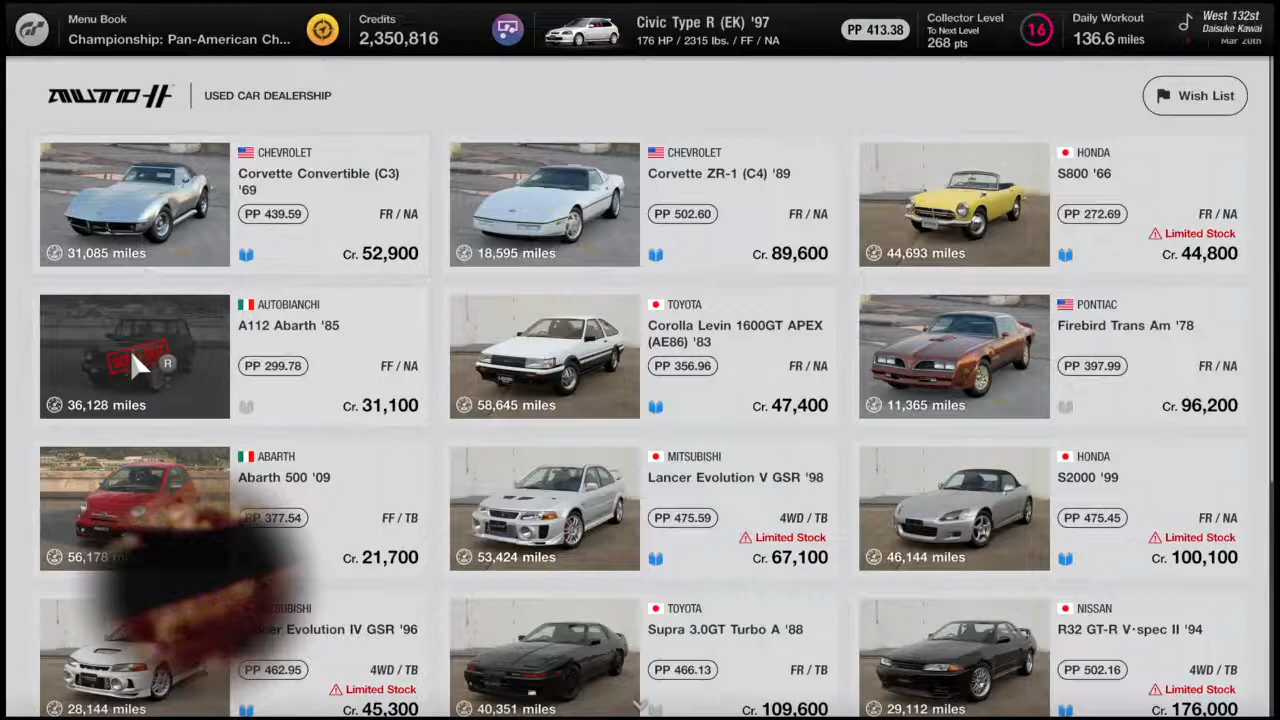 Menu Book
Championship: Pan-American Ch...
Credits
2,350,816
Civic Type R (EK) '97
176 HP / 2315 lbs. / FF / NA
PP 413.38
Collector Level
To Next Level
268 pts
16
Daily Workout
136.6 miles
West 132st
Daisuke Kawai
Mar 20th
AUTO
USED CAR DEALERSHIP
Wish List
CHEVROLET
Corvette Convertible (C3)
'69
PP 439.59
FR / NA
31,085 miles
Cr. 52,900
CHEVROLET
Corvette ZR-1 (C4) '89
PP 502.60
FR / NA
18,595 miles
Cr. 89,600
HONDA
S800 '66
PP 272.69
FR / NA
Limited Stock
44,693 miles
Cr. 44,800
AUTOBIANCHI
A112 Abarth '85
SOLD OUT
R
PP 299.78
FF / NA
36,128 miles
Cr. 31,100
TOYOTA
Corolla Levin 1600GT APEX
(AE86) '83
PP 356.96
FR / NA
58,645 miles
Cr. 47,400
PONTIAC
Firebird Trans Am '78
PP 397.99
FR / NA
11,365 miles
Cr. 96,200
ABARTH
Abarth 500 '09
PP 377.54
FF / TB
56,178
Cr. 21,700
MITSUBISHI
Lancer Evolution V GSR '98
PP 475.59
4WD / TB
Limited Stock
53,424 miles
Cr. 67,100
HONDA
S2000 '99
PP 475.45
FR / NA
Limited Stock
46,144 miles
Cr. 100,100
MITSUBISHI
Lancer Evolution IV GSR '96
PP 462.95
4WD / TB
Limited Stock
28,144 miles
Cr. 45,300
TOYOTA
Supra 3.0GT Turbo A '88
PP 466.13
FR / TB
40,351 miles
Cr. 109,600
NISSAN
R32 GT-R V·spec II '94
PP 502.16
4WD / TB
Limited Stock
29,112 miles
Cr. 176,000